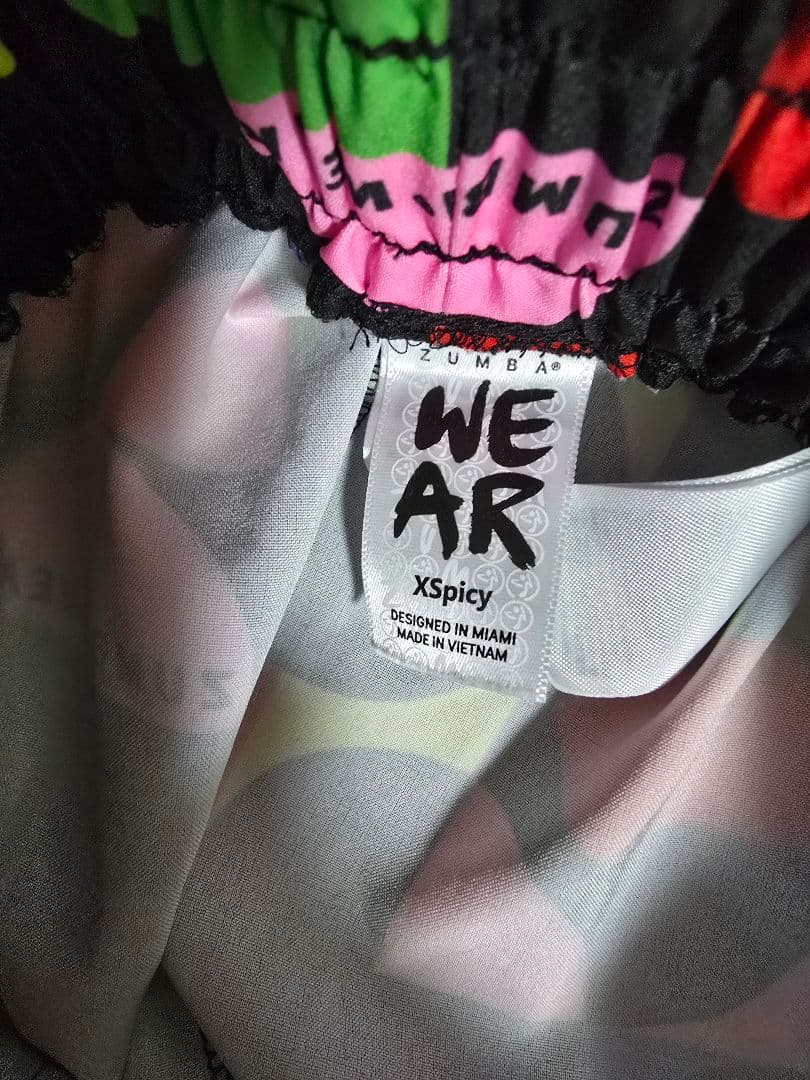 ZUMBA®
WE
AR
XSpicy
DESIGNED IN MIAMI
MADE IN VIETNAM